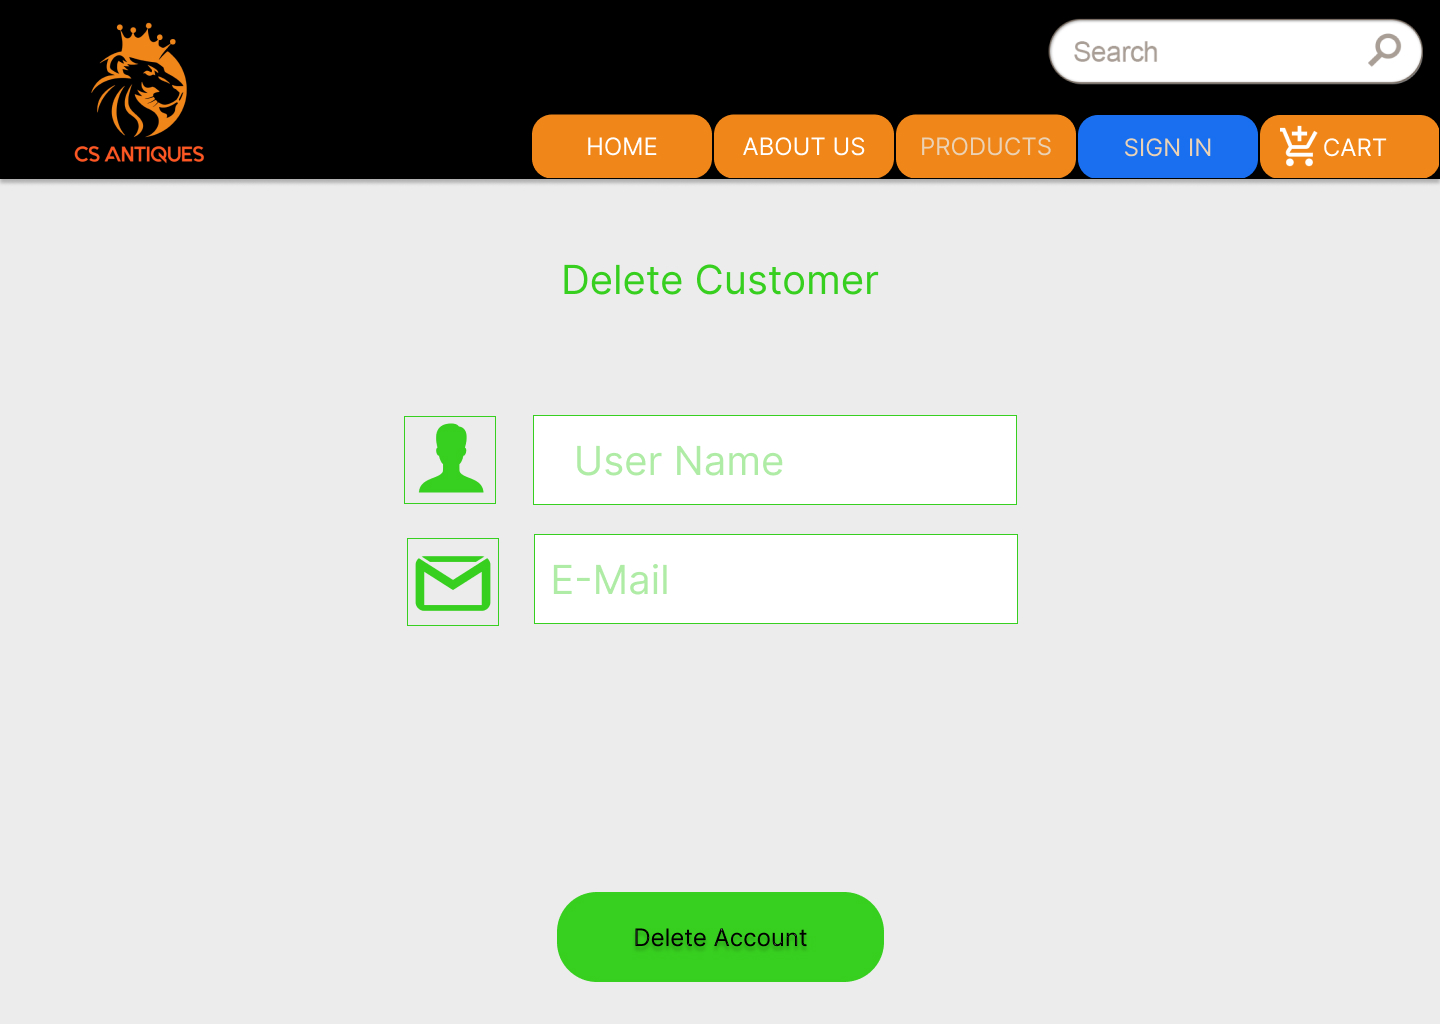 CS ANTIQUES
Search
HOME
ABOUT US
PRODUCTS
SIGN IN
CART
Delete Customer
User Name
E-Mail
Delete Account